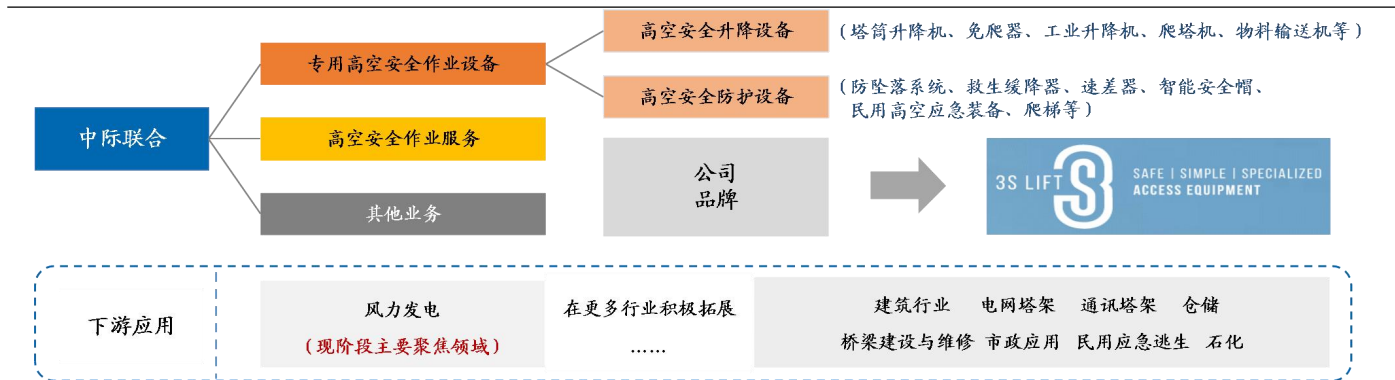 中际联合
专用高空安全作业设备
高空安全作业服务
其他业务
高空安全升降设备
（塔筒升降机、免爬器、工业升降机、爬塔机、物料输送机等）
高空安全防护设备
（防坠落系统、救生缓降器、速差器、智能安全帽、
民用高空应急装备、爬梯等）
公司
品牌
3S LIFT
3S
SAFE | SIMPLE | SPECIALIZED
ACCESS EQUIPMENT
下游应用
风力发电
（现阶段主要聚焦领域）
在更多行业积极拓展
……
建筑行业 电网塔架 通讯塔架 仓储
桥梁建设与维修 市政应用 民用应急逃生 石化